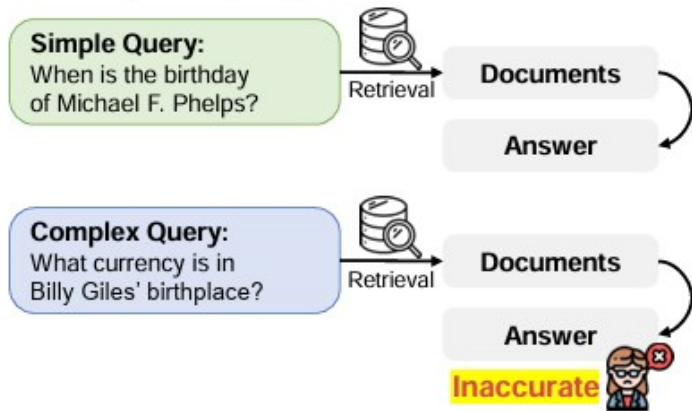 Simple Query:
When is the birthday
of Michael F. Phelps?
Retrieval
Documents
Answer
Complex Query:
What currency is in
Billy Giles’ birthplace?
Retrieval
Documents
Answer
Inaccurate